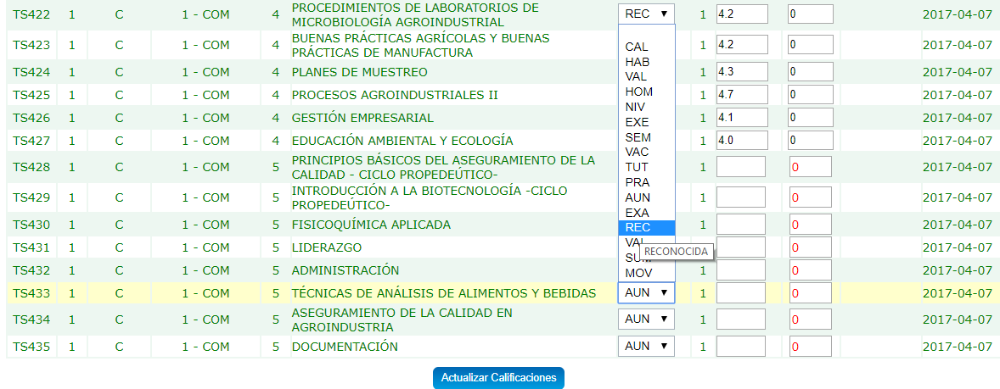 TS422 1 C 1 - COM 4 PROCEDIMIENTOS DE LABORATORIOS DE MICROBIOLOGÍA AGROINDUSTRIAL REC 1 4.2 0 2017-04-07
TS423 1 C 1 - COM 4 BUENAS PRÁCTICAS AGRÍCOLAS Y BUENAS PRÁCTICAS DE MANUFACTURA 1 4.2 0 2017-04-07
TS424 1 C 1 - COM 4 PLANES DE MUESTREO 1 4.3 0 2017-04-07
TS425 1 C 1 - COM 4 PROCESOS AGROINDUSTRIALES II 1 4.7 0 2017-04-07
TS426 1 C 1 - COM 4 GESTIÓN EMPRESARIAL 1 4.1 0 2017-04-07
TS427 1 C 1 - COM 4 EDUCACIÓN AMBIENTAL Y ECOLOGÍA 1 4.0 0 2017-04-07
TS428 1 C 1 - COM 5 PRINCIPIOS BÁSICOS DEL ASEGURAMIENTO DE LA CALIDAD - CICLO PROPEDEÚTICO- 1 0 2017-04-07
TS429 1 C 1 - COM 5 INTRODUCCIÓN A LA BIOTECNOLOGÍA -CICLO PROPEDEÚTICO- 1 0 2017-04-07
TS430 1 C 1 - COM 5 FISICOQUÍMICA APLICADA 1 0 2017-04-07
TS431 1 C 1 - COM 5 LIDERAZGO 0 2017-04-07
TS432 1 C 1 - COM 5 ADMINISTRACIÓN 1 0 2017-04-07
TS433 1 C 1 - COM 5 TÉCNICAS DE ANÁLISIS DE ALIMENTOS Y BEBIDAS AUN 1 0 2017-04-07
TS434 1 C 1 - COM 5 ASEGURAMIENTO DE LA CALIDAD EN AGROINDUSTRIA AUN 1 0 2017-04-07
TS435 1 C 1 - COM 5 DOCUMENTACIÓN AUN 1 0 2017-04-07
CAL
HAB
VAL
HOM
NIV
EXE
SEM
VAC
TUT
PRA
AUN
EXA
REC
RECONOCIDA
MOV
Actualizar Calificaciones